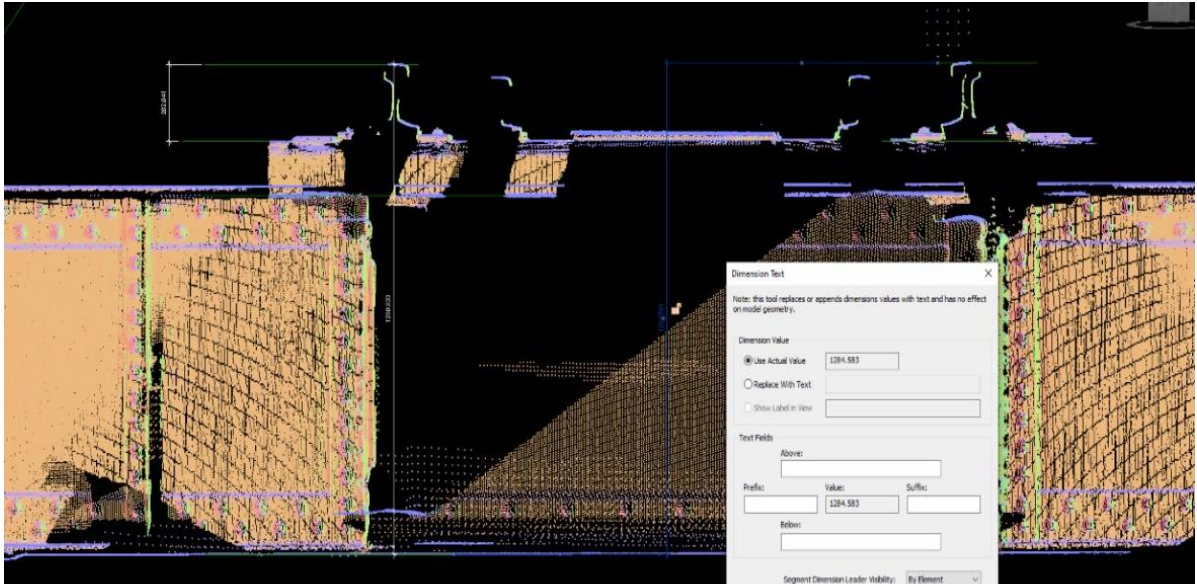 Dimension Text
Note: this tool replaces or appends dimensions values with text and has no effect
on model geometry.
Dimension Value
Use Actual Value
1284.583
Replace With Text
Show Label in View
Text Fields
Above:
Prefix:
Value:
Suffix:
1284.583
Below:
Segment Dimension Leader Visibility:
By Element